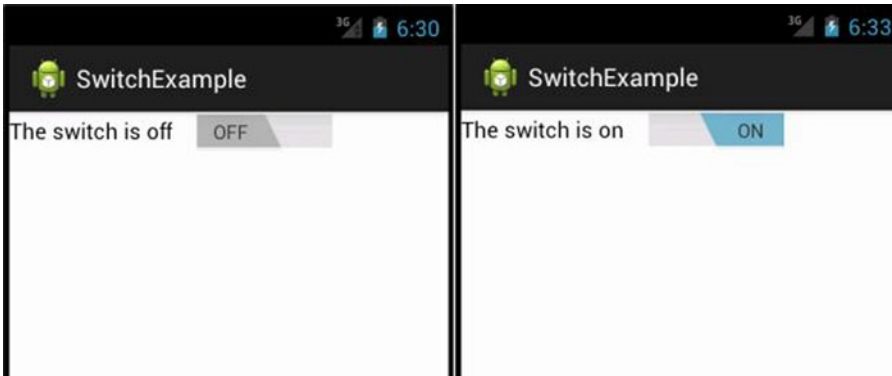 3G 6:30
SwitchExample
The switch is off OFF
3G 6:33
SwitchExample
The switch is on ON